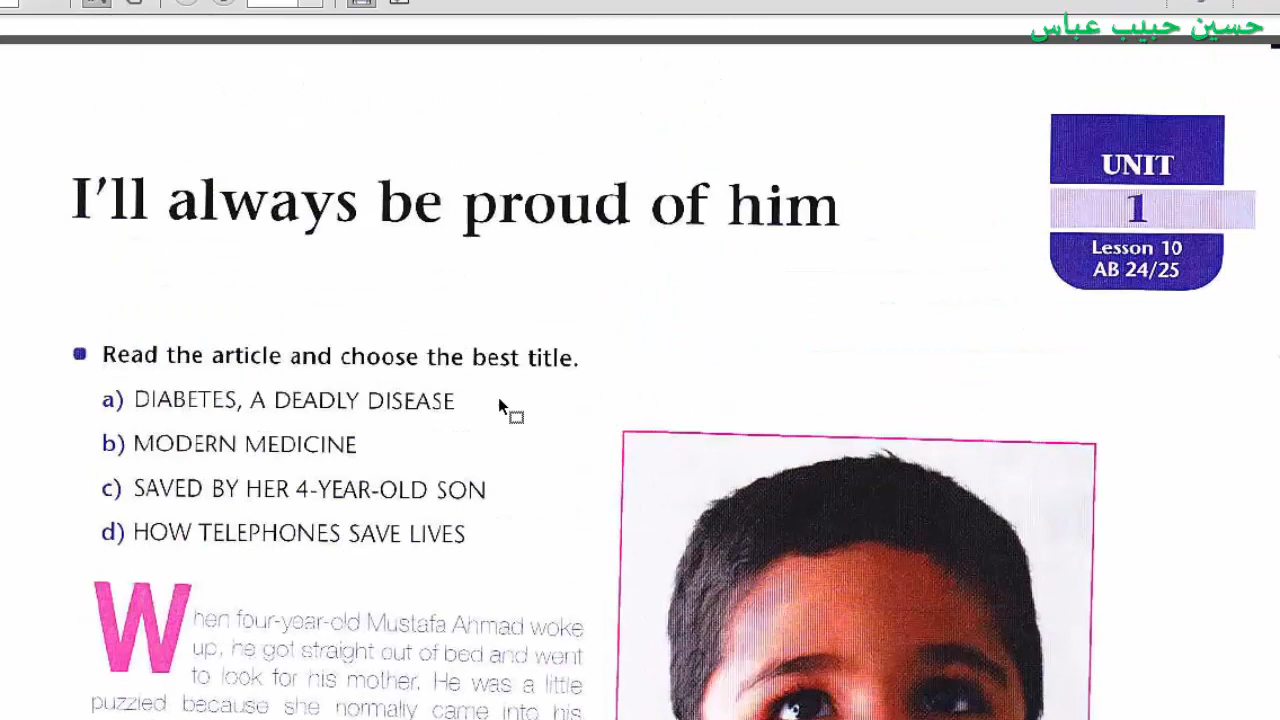 حسين حبيب عباس
UNIT
1
Lesson 10
AB 24/25
I'll always be proud of him
Read the article and choose the best title.
a) DIABETES, A DEADLY DISEASE
b) MODERN MEDICINE
c) SAVED BY HER 4-YEAR-OLD SON
d) HOW TELEPHONES SAVE LIVES
When four-year-old Mustafa Ahmad woke
up, he got straight out of bed and went
to look for his mother. He was a little
puzzled because she normally came into his